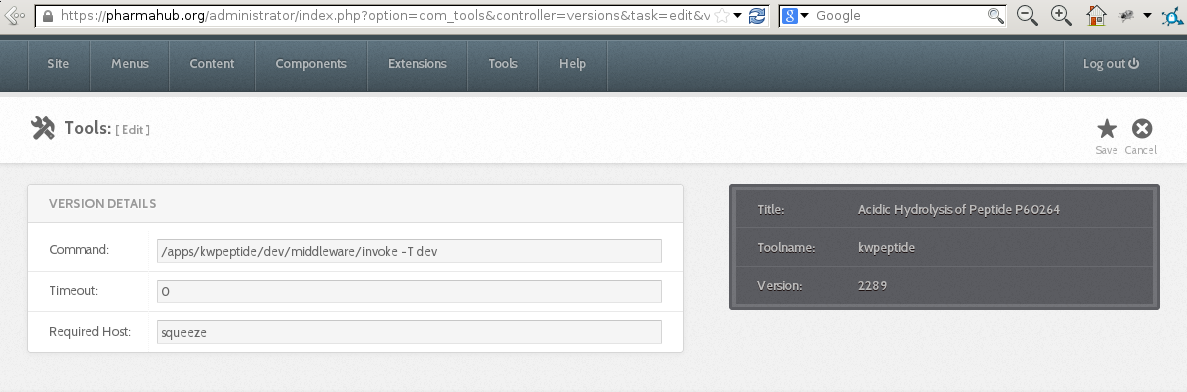 https://pharmahub.org/administrator/index.php?option=com_tools&controller=versions&task=edit&v
Google
Site Menus Content Components Extensions Tools Help Log out
Tools: [ Edit ]
Save Cancel
VERSION DETAILS
Command: /apps/kwpeptide/dev/middleware/invoke -T dev
Timeout: 0
Required Host: squeeze
Title: Acidic Hydrolysis of Peptide P60264
Toolname: kwpeptide
Version: 2289